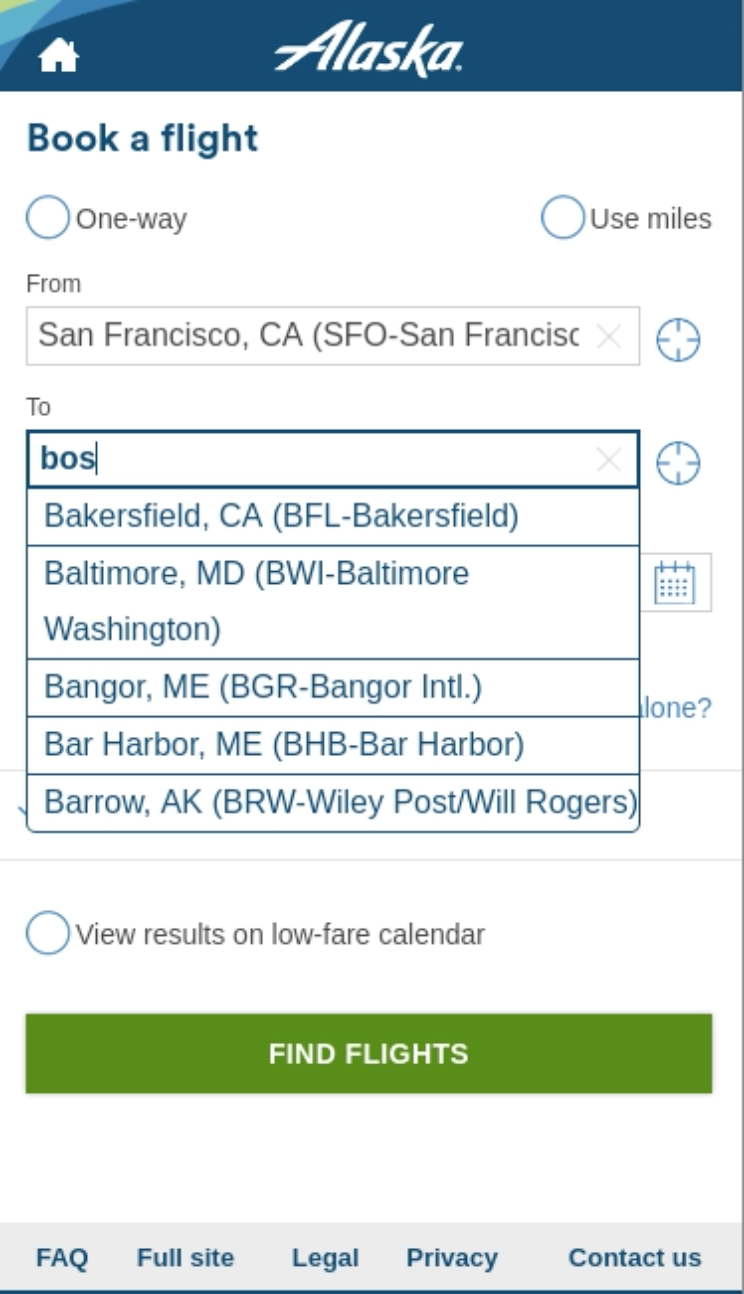 Alaska.
Book a flight
One-way
Use miles
From
San Francisco, CA (SFO-San Francisc
To
bos
Bakersfield, CA (BFL-Bakersfield)
Baltimore, MD (BWI-Baltimore
Washington)
Bangor, ME (BGR-Bangor Intl.)
alone?
Bar Harbor, ME (BHB-Bar Harbor)
Barrow, AK (BRW-Wiley Post/Will Rogers)
View results on low-fare calendar
FIND FLIGHTS
FAQ Full site Legal Privacy Contact us